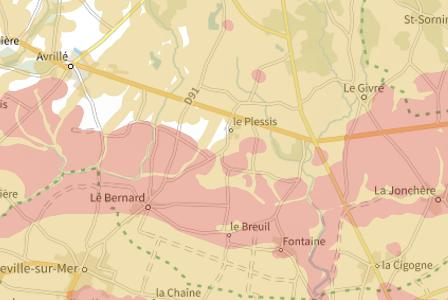 St-Sornin
ière
Avrillé
Le Givre
is
D91
le Plessis
La Jonchère
ière
Le Bernard
le Breuil
Fontaine
eville-sur-Mer
la Cigogne
la Chaîne